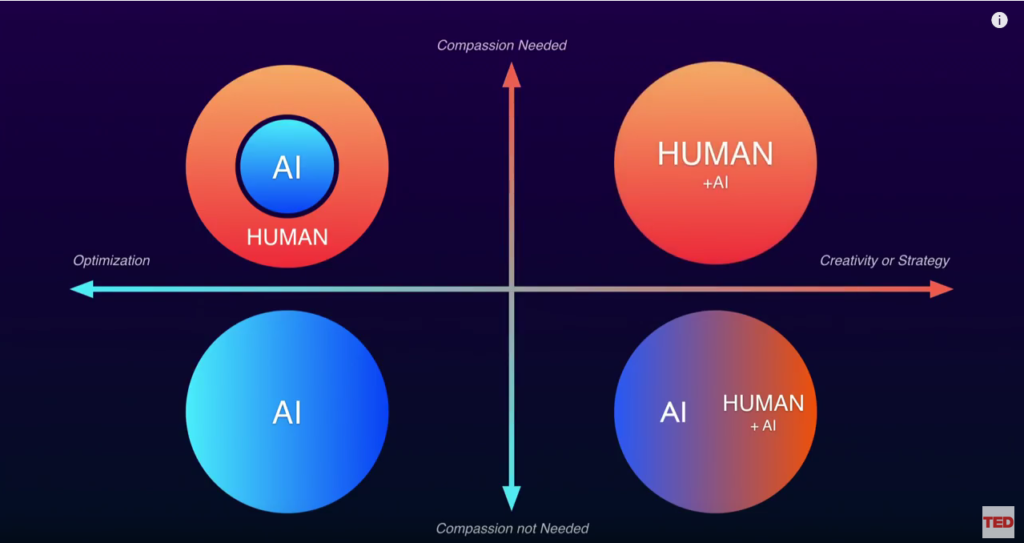 Compassion Needed
AI
HUMAN
HUMAN
+AI
Optimization
Creativity or Strategy
AI
AI
HUMAN
+ AI
Compassion not Needed
TED
i